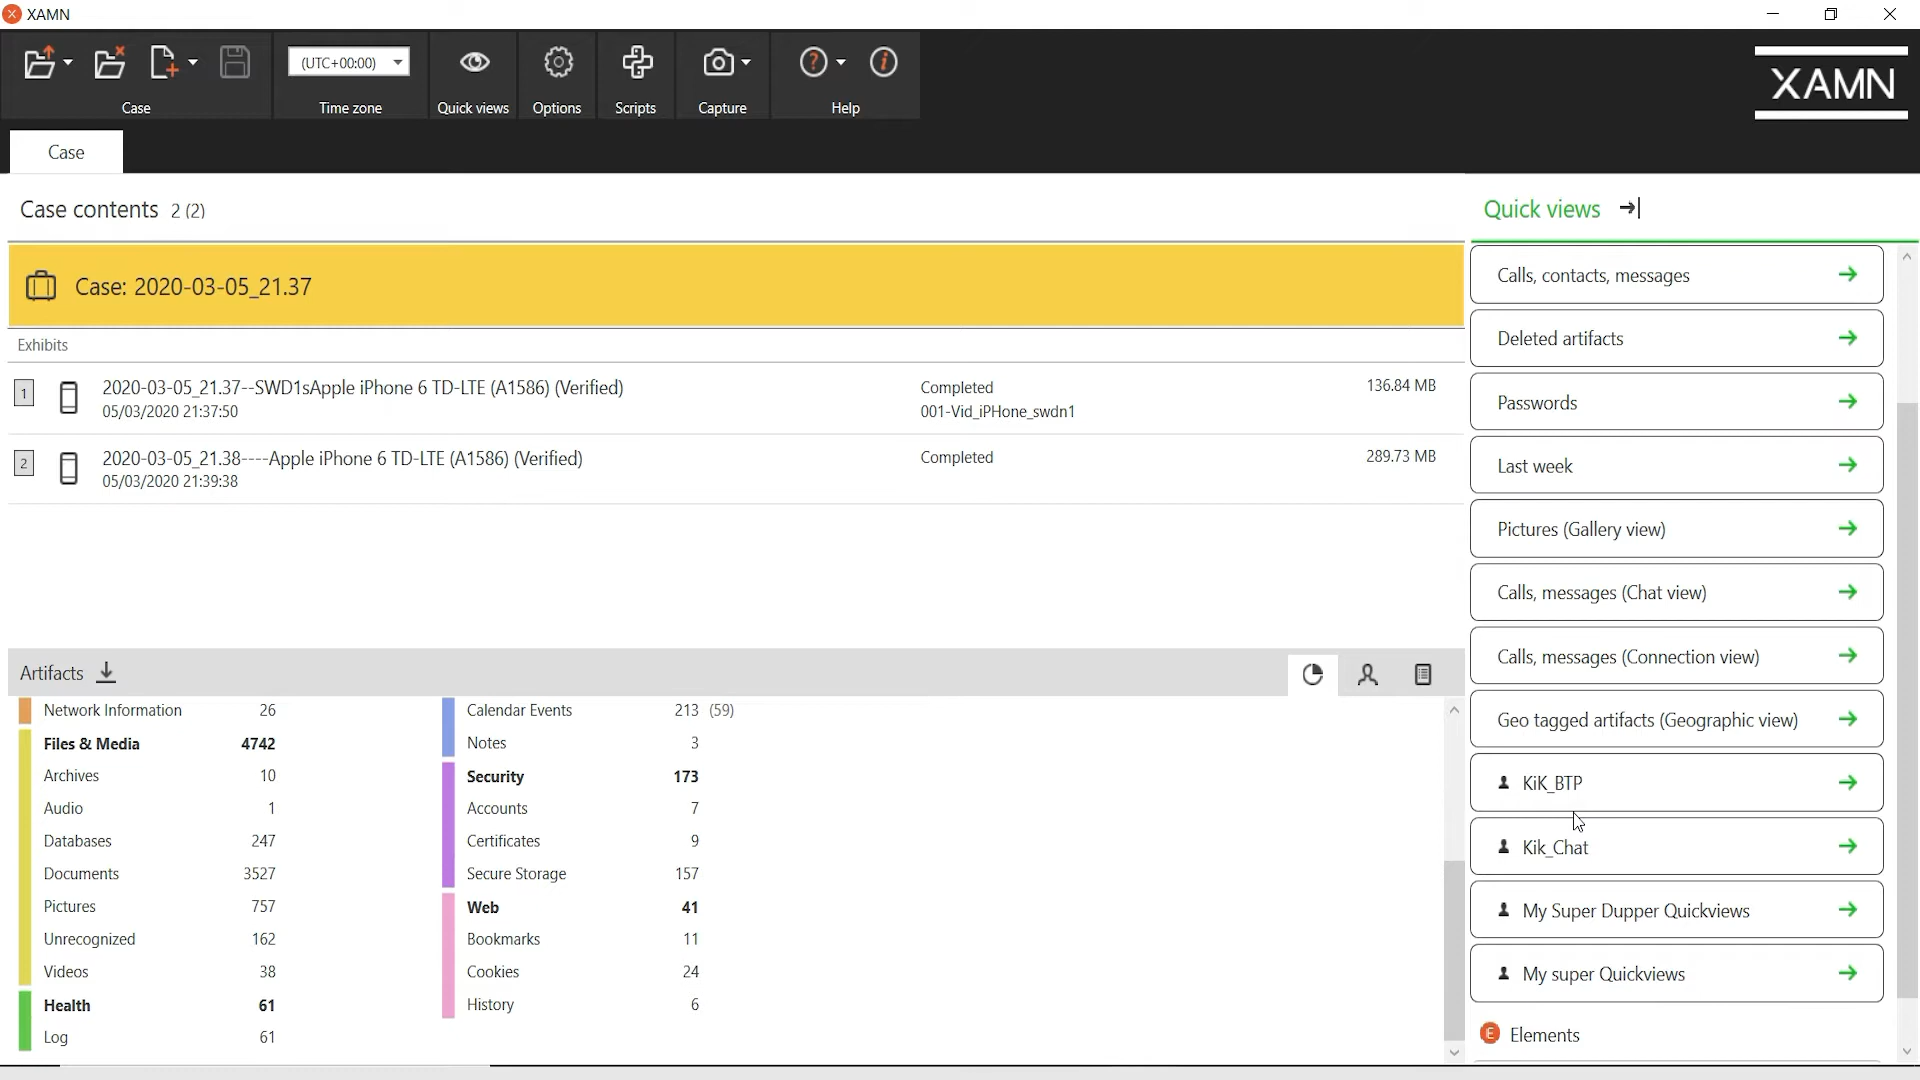 XAMN
(UTC+00:00)
Case
Time zone
Quick views
Options
Scripts
Capture
Help
XAMN
Case
Case contents 2 (2)
Case: 2020-03-05_21.37
Exhibits
1
2020-03-05_21.37--SWD1sApple iPhone 6 TD-LTE (A1586) (Verified)
Completed
136.84 MB
05/03/2020 21:37:50
001-Vid_iPHone_swdn1
2
2020-03-05_21.38----Apple iPhone 6 TD-LTE (A1586) (Verified)
Completed
289.73 MB
05/03/2020 21:39:38
Artifacts
Network Information 26
Files & Media 4742
Archives 10
Audio 1
Databases 247
Documents 3527
Pictures 757
Unrecognized 162
Videos 38
Health 61
Log 61
Calendar Events 213 (59)
Notes 3
Security 173
Accounts 7
Certificates 9
Secure Storage 157
Web 41
Bookmarks 11
Cookies 24
History 6
Quick views
Calls, contacts, messages
Deleted artifacts
Passwords
Last week
Pictures (Gallery view)
Calls, messages (Chat view)
Calls, messages (Connection view)
Geo tagged artifacts (Geographic view)
KiK_BTP
Kik_Chat
My Super Dupper Quickviews
My super Quickviews
E Elements